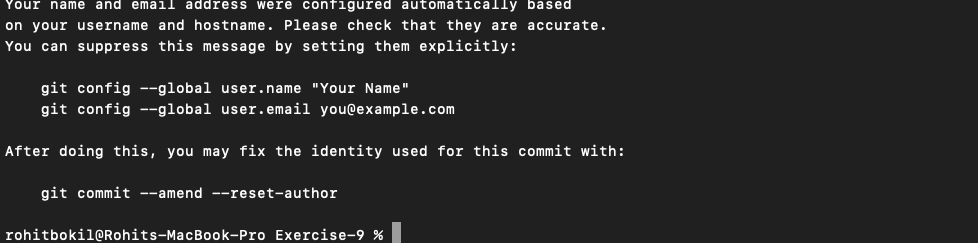 Your name and email address were configured automatically based
on your username and hostname. Please check that they are accurate.
You can suppress this message by setting them explicitly:
git config --global user.name "Your Name"
git config --global user.email you@example.com
After doing this, you may fix the identity used for this commit with:
git commit --amend --reset-author
rohitbokil@Rohits-MacBook-Pro Exercise-9 %